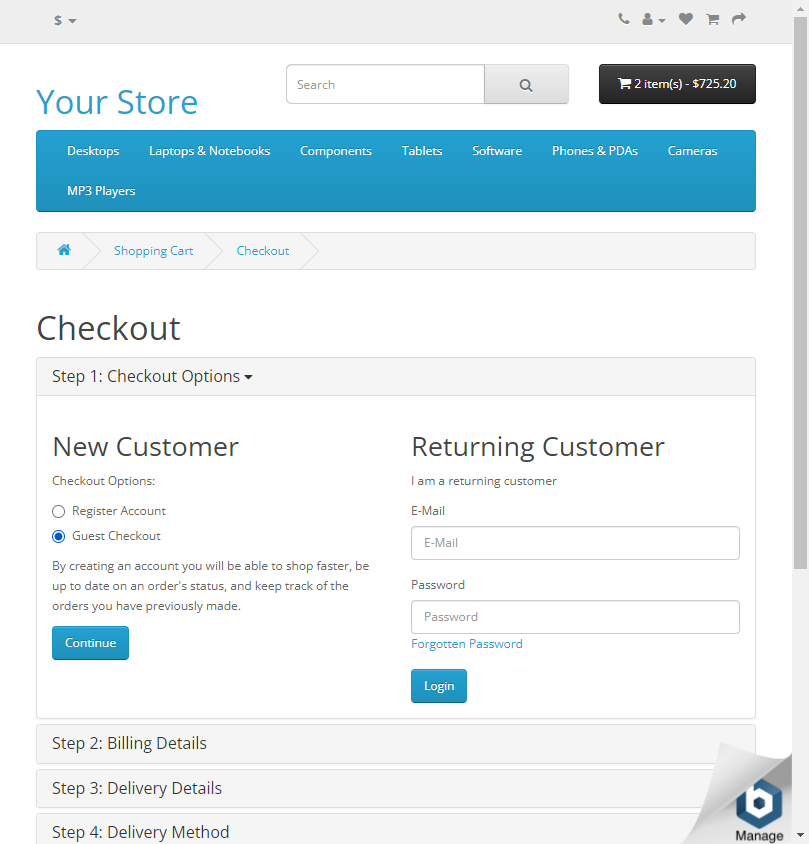 $
Your Store
Search
2 item(s) - $725.20
Desktops
Laptops & Notebooks
Components
Tablets
Software
Phones & PDAs
Cameras
MP3 Players
Shopping Cart
Checkout
Checkout
Step 1: Checkout Options
New Customer
Checkout Options:
Register Account
Guest Checkout
By creating an account you will be able to shop faster, be
up to date on an order's status, and keep track of the
orders you have previously made.
Continue
Returning Customer
I am a returning customer
E-Mail
E-Mail
Password
Password
Forgotten Password
Login
Step 2: Billing Details
Step 3: Delivery Details
Step 4: Delivery Method
b
Manage